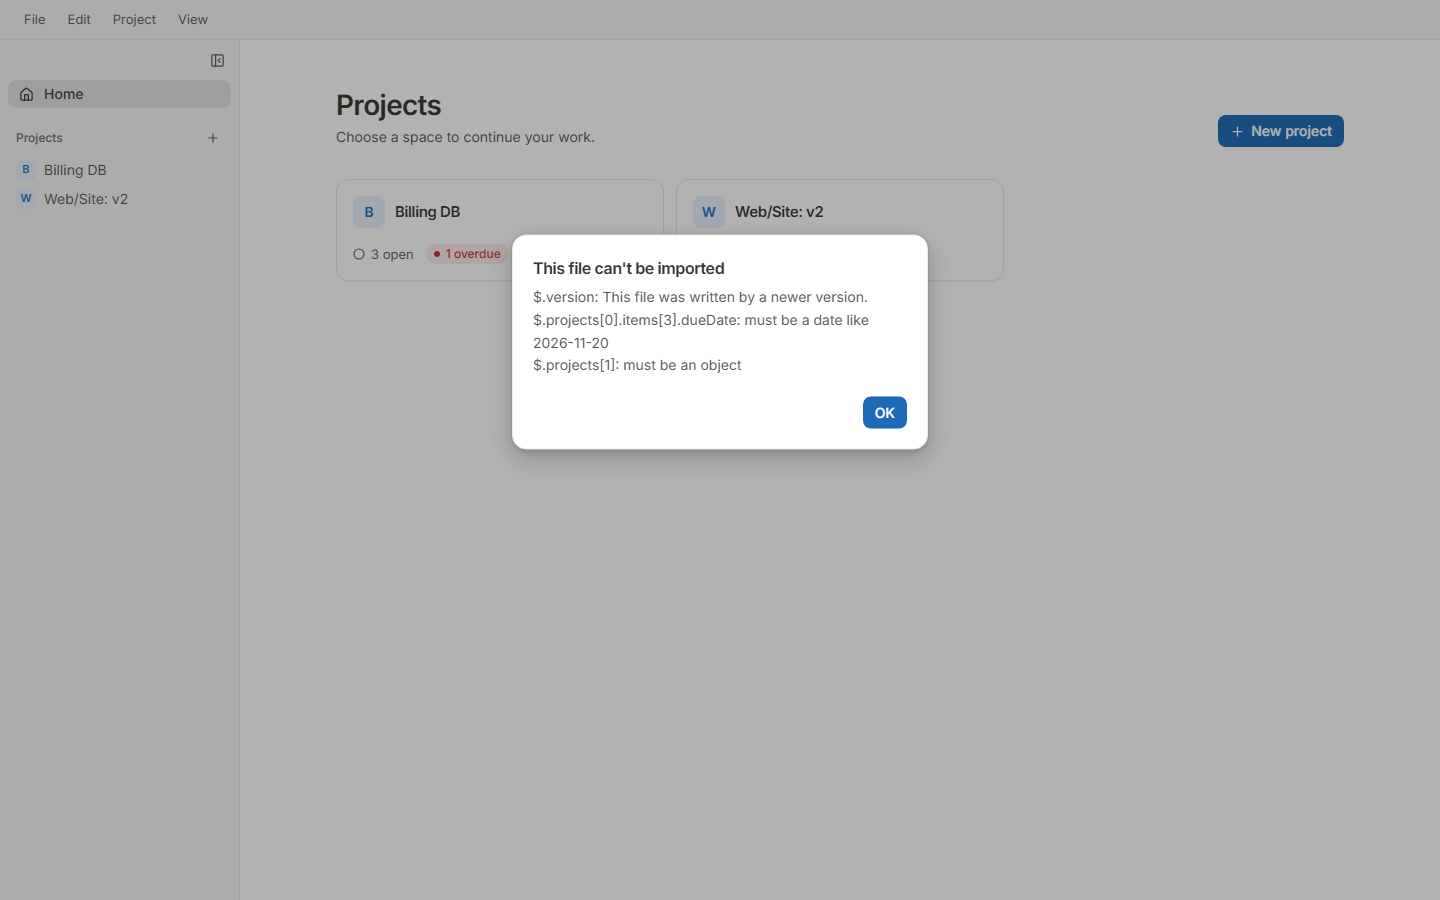 File Edit Project View
Home
Projects
B Billing DB
W Web/Site: v2
Projects
Choose a space to continue your work.
New project
B Billing DB
3 open 1 overdue
W Web/Site: v2
This file can't be imported
$.version: This file was written by a newer version.
$.projects[0].items[3].dueDate: must be a date like
2026-11-20
$.projects[1]: must be an object
OK